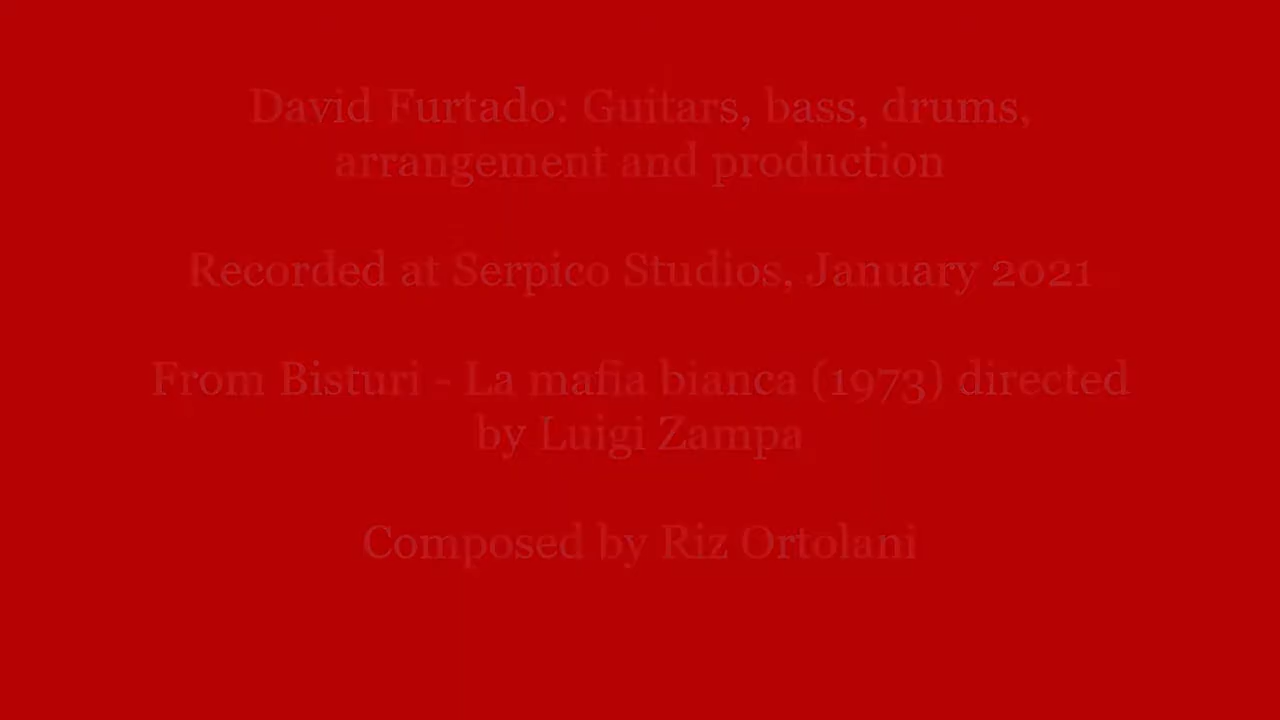 David Furtado: Guitars, bass, drums,
arrangement and production
Recorded at Serpico Studios, January 2021
From Bisturi - La mafia bianca (1973) directed
by Luigi Zampa
Composed by Riz Ortolani